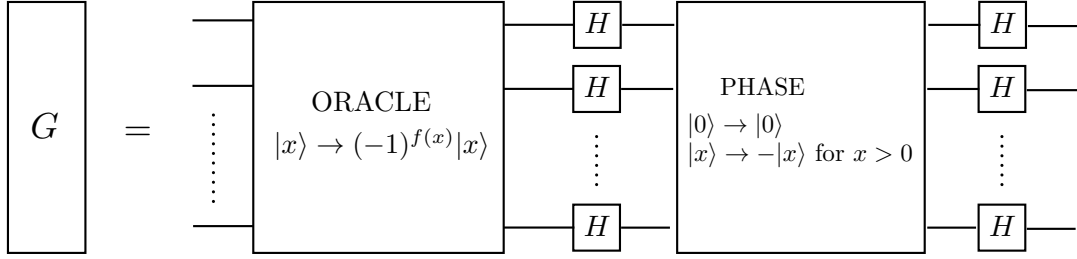 G
=
ORACLE
|x⟩ → (−1)^{f(x)}|x⟩
H
H
H
PHASE
|0⟩ → |0⟩
|x⟩ → −|x⟩ for x > 0
H
H
H